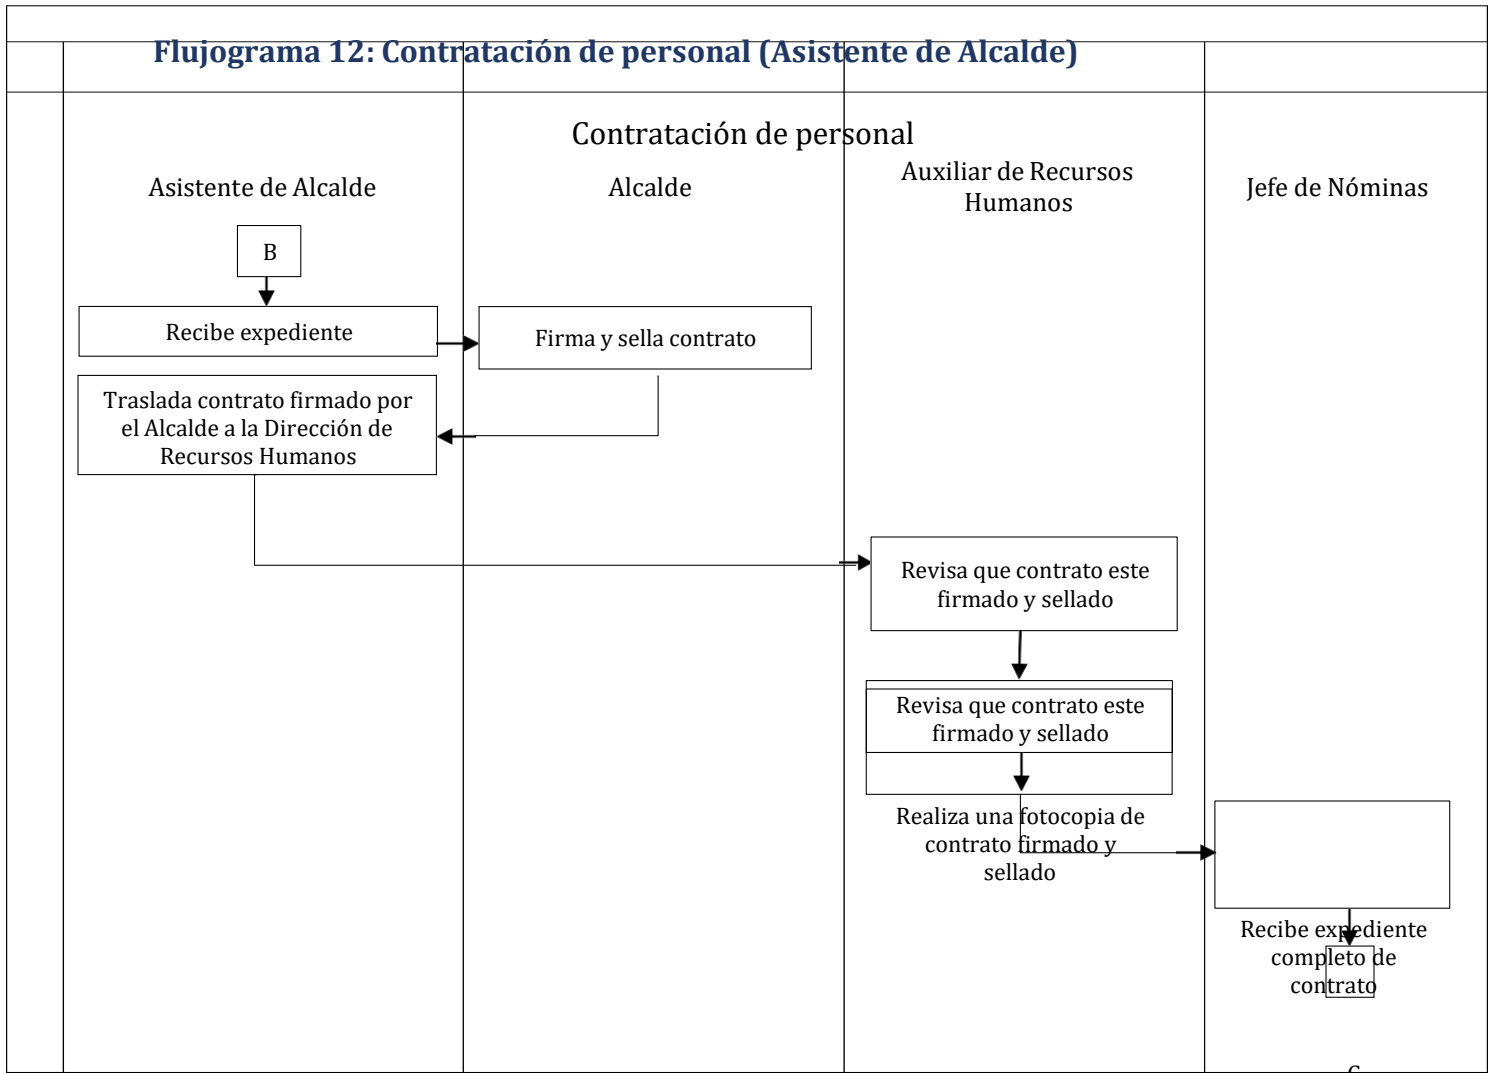 Flujograma 12: Contratación de personal (Asistente de Alcalde)
Contratación de personal
Asistente de Alcalde
Alcalde
Auxiliar de Recursos
Humanos
Jefe de Nóminas
B
Recibe expediente
Firma y sella contrato
Traslada contrato firmado por
el Alcalde a la Dirección de
Recursos Humanos
Revisa que contrato este
firmado y sellado
Revisa que contrato este
firmado y sellado
Realiza una fotocopia de
contrato firmado y
sellado
Recibe expediente
completo de
contrato